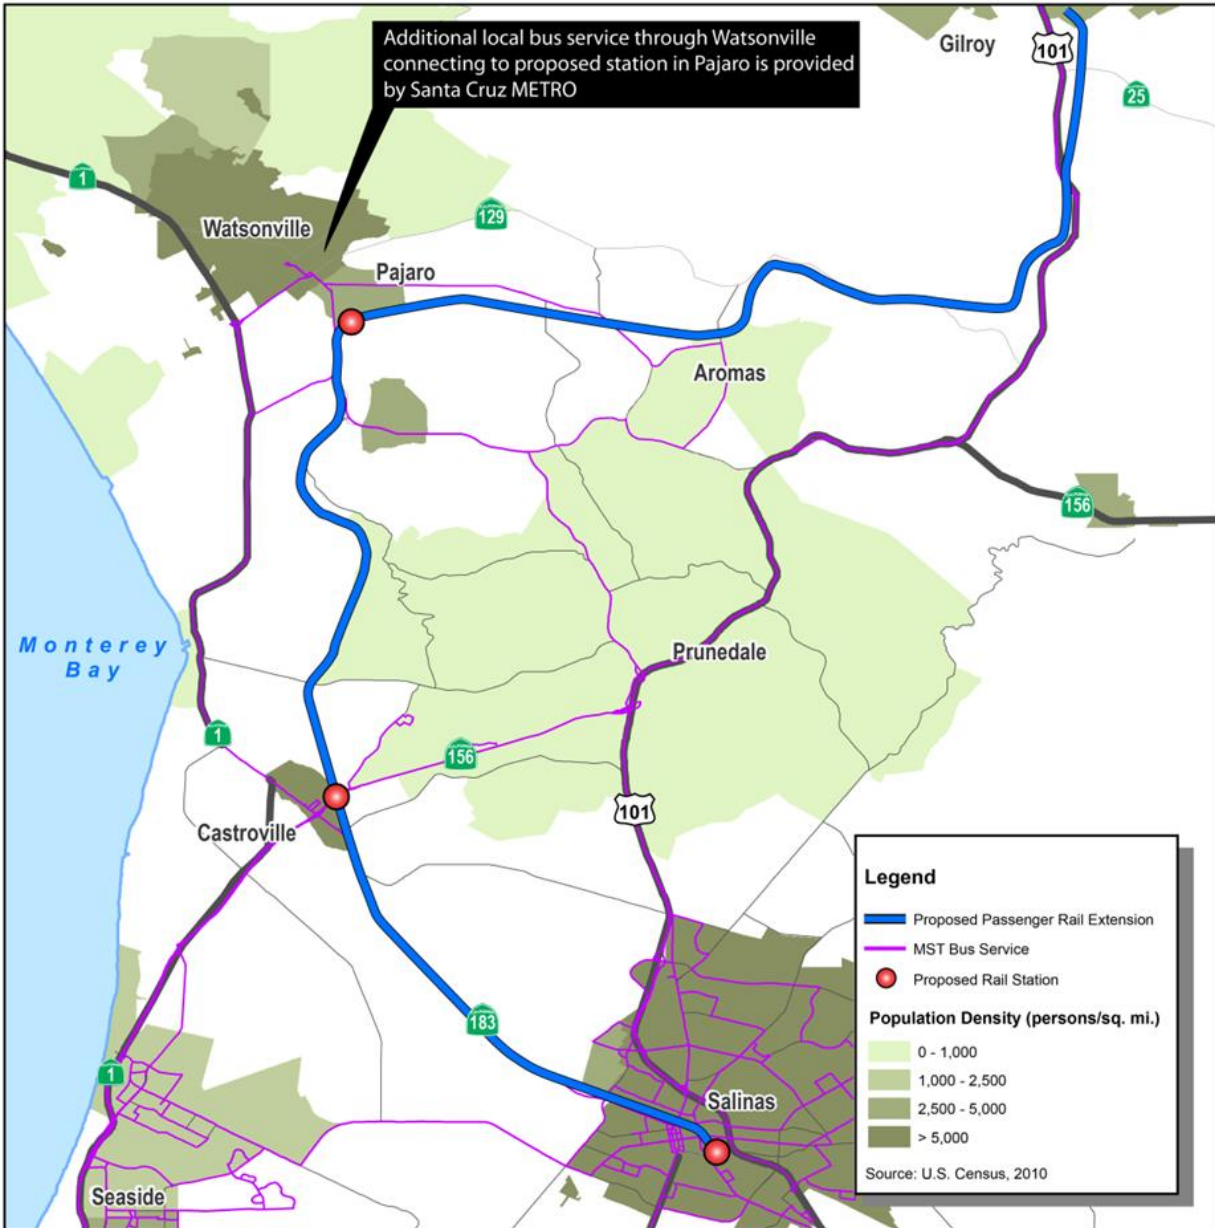 Additional local bus service through Watsonville
connecting to proposed station in Pajaro is provided
by Santa Cruz METRO
Gilroy
101
25
1
129
Watsonville
Pajaro
Aromas
156
Monterey
Bay
Prunedale
1
156
101
Castroville
183
1
Salinas
Seaside
Legend
Proposed Passenger Rail Extension
MST Bus Service
Proposed Rail Station
Population Density (persons/sq. mi.)
0 - 1,000
1,000 - 2,500
2,500 - 5,000
> 5,000
Source: U.S. Census, 2010